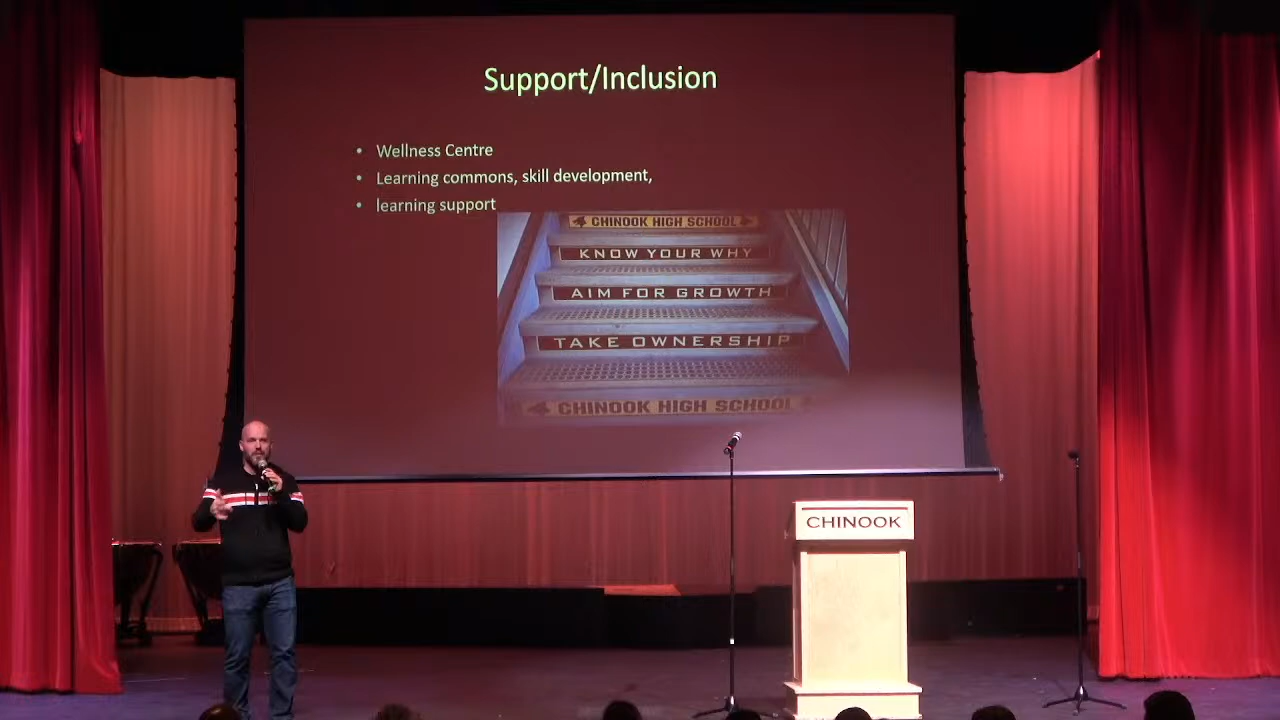 Support/Inclusion
• Wellness Centre
• Learning commons, skill development,
• learning support
CHINOOK HIGH SCHOOL
KNOW YOUR WHY
AIM FOR GROWTH
TAKE OWNERSHIP
CHINOOK HIGH SCHOOL
CHINOOK